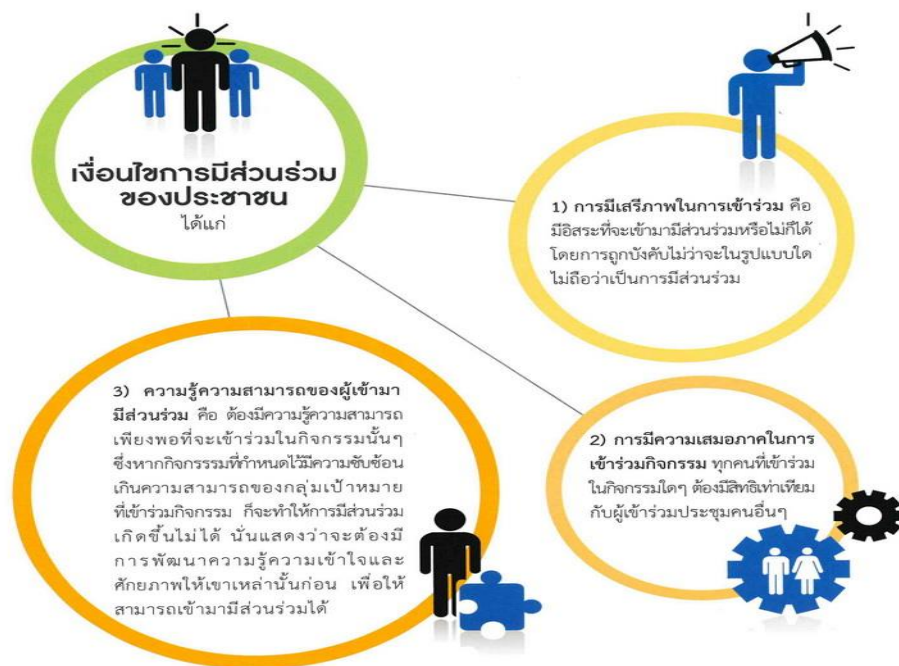 เงื่อนไขการมีส่วนร่วม
ของประชาชน
ได้แก่
1) การมีเสรีภาพในการเข้าร่วม คือ
มีอิสระที่จะเข้ามามีส่วนร่วมหรือไม่ก็ได้
โดยการถูกบังคับไม่ว่าจะในรูปแบบใด
ไม่ถือว่าเป็นการมีส่วนร่วม
2) การมีความเสมอภาคในการ
เข้าร่วมกิจกรรม ทุกคนที่เข้าร่วม
ในกิจกรรมใดๆ ต้องมีสิทธิเท่าเทียม
กับผู้เข้าร่วมประชุมคนอื่นๆ
3) ความรู้ความสามารถของผู้เข้ามา
มีส่วนร่วม คือ ต้องมีความรู้ความสามารถ
เพียงพอที่จะเข้าร่วมในกิจกรรมนั้นๆ
ซึ่งหากกิจกรรรมที่กำหนดไว้มีความซับซ้อน
เกินความสามารถของกลุ่มเป้าหมาย
ที่เข้าร่วมกิจกรรม ก็จะทำให้การมีส่วนร่วม
เกิดขึ้นไม่ได้ นั่นแสดงว่าจะต้องมี
การพัฒนาความรู้ความเข้าใจและ
ศักยภาพให้เขาเหล่านั้นก่อน เพื่อให้
สามารถเข้ามามีส่วนร่วมได้